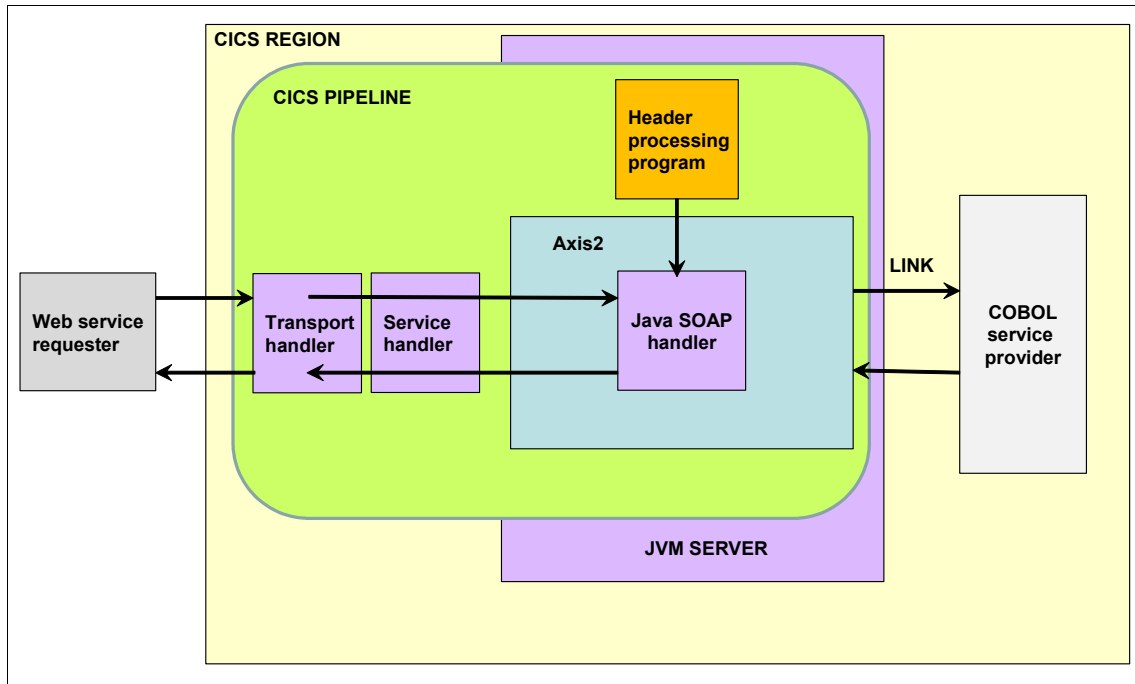 CICS REGION
CICS PIPELINE
Header
processing
program
Axis2
LINK
Web service
requester
Transport
handler
Service
handler
Java SOAP
handler
COBOL
service
provider
JVM SERVER